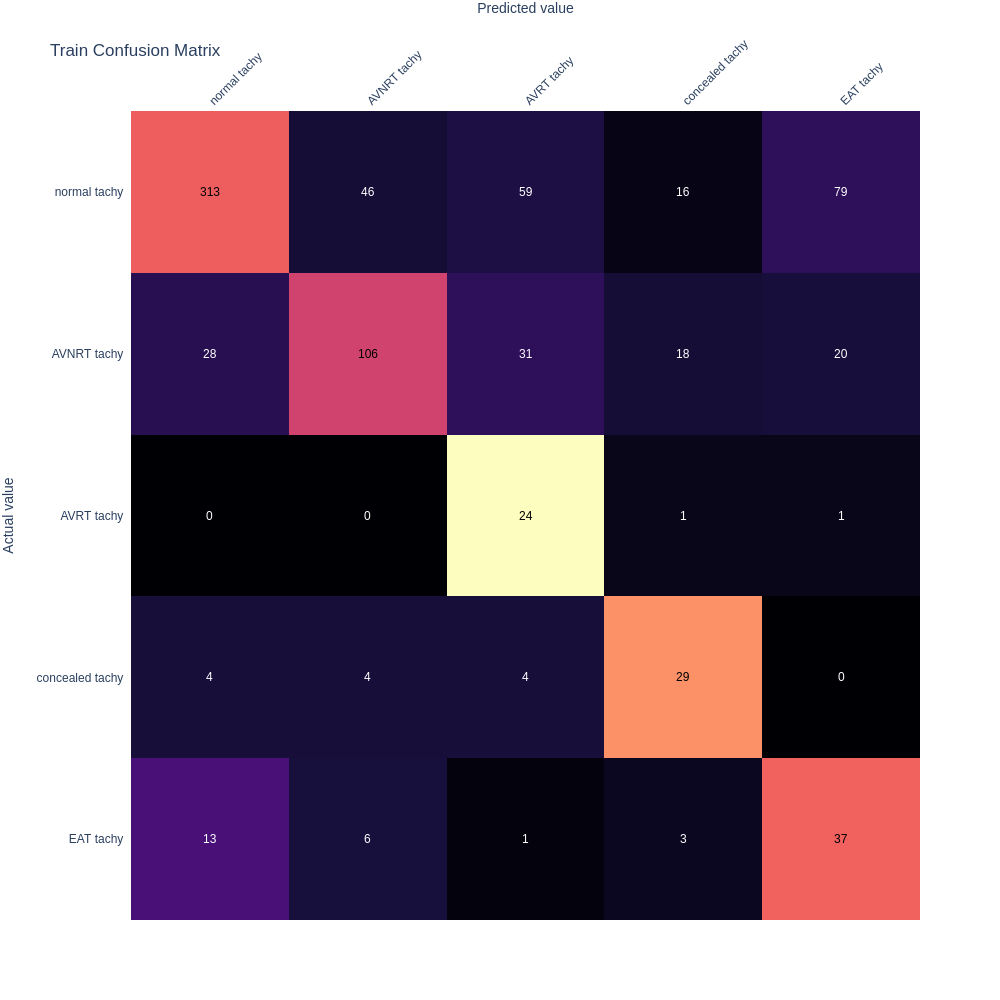 Predicted value
Train Confusion Matrix
normal tachy
AVNRT tachy
AVRT tachy
concealed tachy
EAT tachy
Actual value
normal tachy 313 46 59 16 79
AVNRT tachy 28 106 31 18 20
AVRT tachy 0 0 24 1 1
concealed tachy 4 4 4 29 0
EAT tachy 13 6 1 3 37